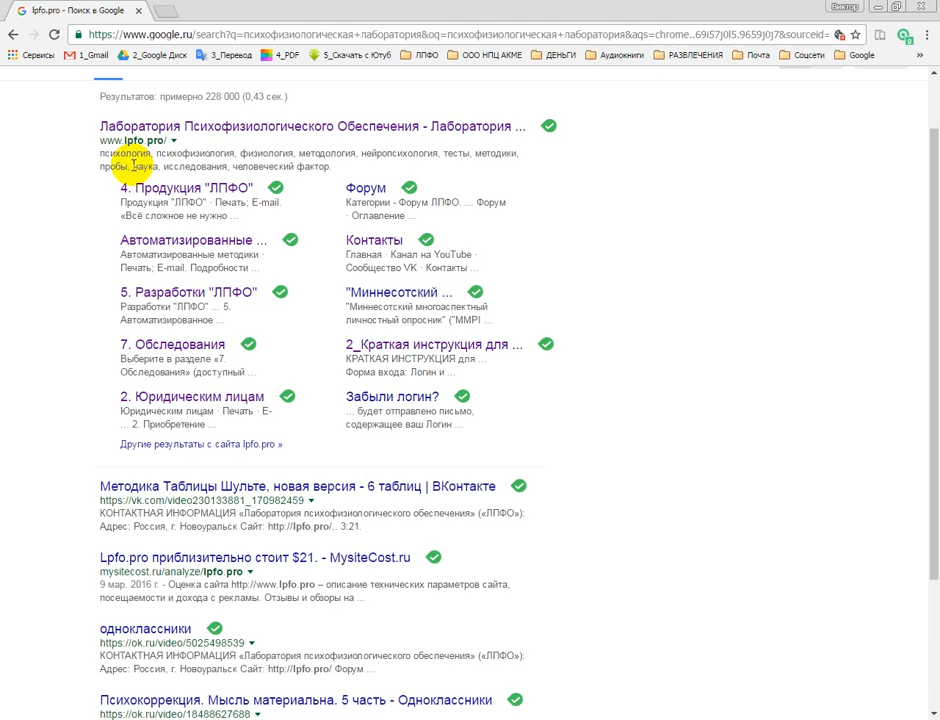 lpfo.pro - Поиск в Google
Виктор
https://www.google.ru/search?q=психофизиологическая+лаборатория&oq=психофизиологическая+лаборатория&aqs=chrome..69i57j0l5.9659j0j7&sourceid=
Сервисы 1_Gmail 2_Google Диск 3_Перевод 4_PDF 5_Скачать с Ютуб ЛПФО ООО НПЦ АКМЕ ДЕНЬГИ Аудиокниги РАЗВЛЕЧЕНИЯ Почта Соцсети Google »
Результатов: примерно 228 000 (0,43 сек.)
Лаборатория Психофизиологического Обеспечения - Лаборатория ...
www.lpfo.pro/
психология, психофизиология, физиология, методология, нейропсихология, тесты, методики,
пробы, наука, исследования, человеческий фактор.
4. Продукция "ЛПФО"
Продукция "ЛПФО" · Печать; E-mail.
«Всё сложное не нужно ...
Форум
Категории - Форум ЛПФО. ... Форум
· Оглавление ...
Автоматизированные ...
Автоматизированные методики ·
Печать; E-mail. Подробности ...
Контакты
Главная · Канал на YouTube ·
Сообщество VK · Контакты ...
5. Разработки "ЛПФО"
Разработки "ЛПФО" ... 5.
Автоматизированное ...
"Миннесотский ...
"Миннесотский многоаспектный
личностный опросник" ("MMPI ...
7. Обследования
Выберите в разделе «7.
Обследования» (доступный ...
2_Краткая инструкция для ...
КРАТКАЯ ИНСТРУКЦИЯ для ...
Форма входа: Логин и ...
2. Юридическим лицам
Юридическим лицам · Печать · E-
... 2. Приобретение ...
Забыли логин?
... будет отправлено письмо,
содержащее ваш Логин ...
Другие результаты с сайта lpfo.pro »
Методика Таблицы Шульте, новая версия - 6 таблиц | ВКонтакте
https://vk.com/video230133881_170982459
КОНТАКТНАЯ ИНФОРМАЦИЯ «Лаборатория психофизиологического обеспечения» («ЛПФО»):
Адрес: Россия, г. Новоуральск Сайт: http://lpfo.pro/.. 3:21.
Lpfo.pro приблизительно стоит $21. - MysiteCost.ru
mysitecost.ru/analyze/lpfo.pro
9 мар. 2016 г. - Оценка сайта http://www.lpfo.pro – описание технических параметров сайта,
посещаемости и дохода с рекламы. Отзывы и обзоры на ...
одноклассники
https://ok.ru/video/5025498539
КОНТАКТНАЯ ИНФОРМАЦИЯ «Лаборатория психофизиологического обеспечения» («ЛПФО»):
Адрес: Россия, г. Новоуральск Сайт: http://lpfo.pro/ Форум ...
Психокоррекция. Мысль материальна. 5 часть - Одноклассники
https://ok.ru/video/18488627688